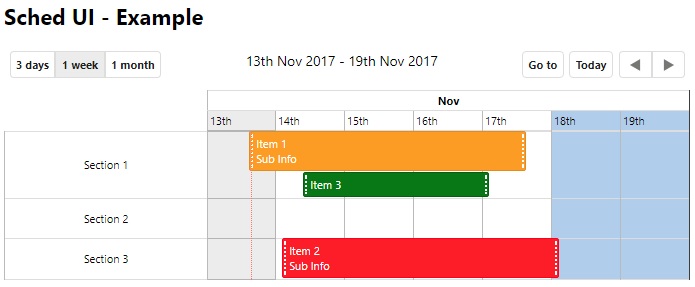 Sched UI - Example
3 days 1 week 1 month 13th Nov 2017 - 19th Nov 2017 Go to Today
Nov
13th 14th 15th 16th 17th 18th 19th
Section 1
Item 1
Sub Info
Item 3
Section 2
Section 3
Item 2
Sub Info